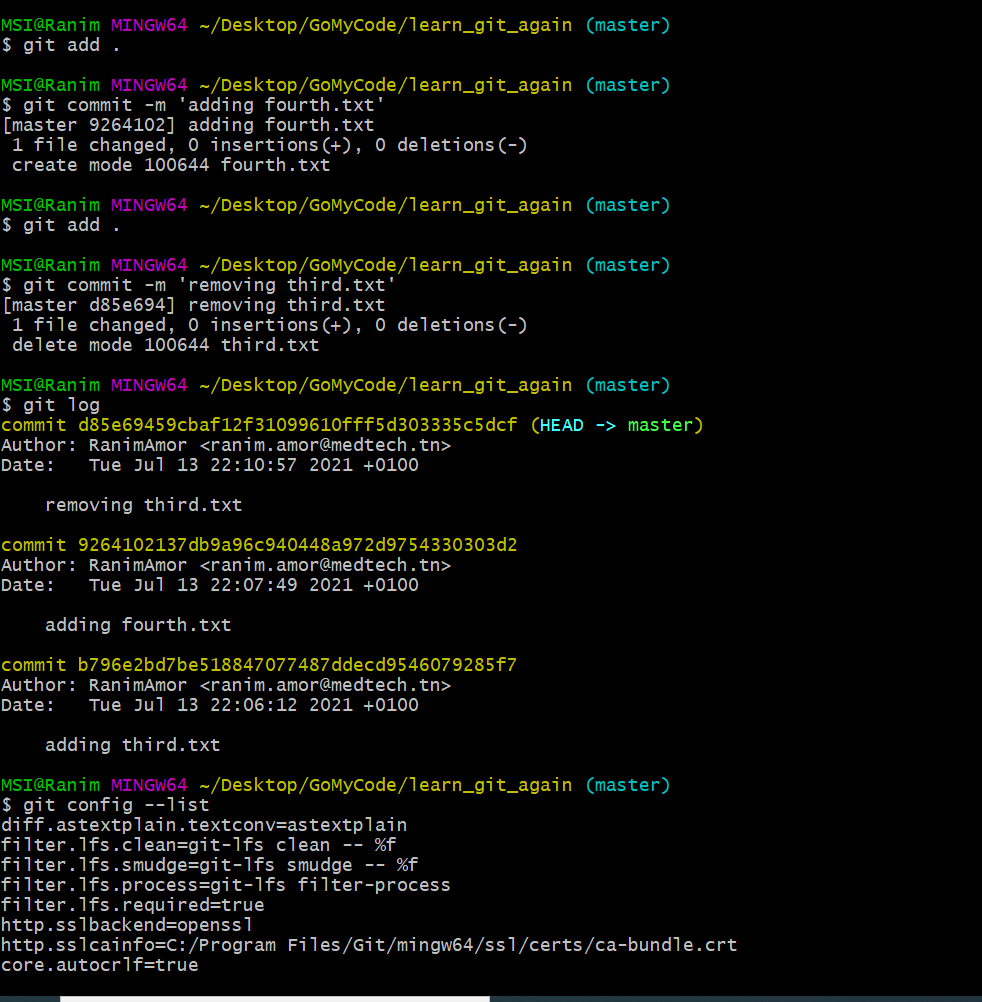 MSI@Ranim MINGW64 ~/Desktop/GoMyCode/learn_git_again (master)
$ git add .
MSI@Ranim MINGW64 ~/Desktop/GoMyCode/learn_git_again (master)
$ git commit -m 'adding fourth.txt'
[master 9264102] adding fourth.txt
 1 file changed, 0 insertions(+), 0 deletions(-)
 create mode 100644 fourth.txt
MSI@Ranim MINGW64 ~/Desktop/GoMyCode/learn_git_again (master)
$ git add .
MSI@Ranim MINGW64 ~/Desktop/GoMyCode/learn_git_again (master)
$ git commit -m 'removing third.txt'
[master d85e694] removing third.txt
 1 file changed, 0 insertions(+), 0 deletions(-)
 delete mode 100644 third.txt
MSI@Ranim MINGW64 ~/Desktop/GoMyCode/learn_git_again (master)
$ git log
commit d85e69459cbaf12f31099610fff5d303335c5dcf (HEAD -> master)
Author: RanimAmor <ranim.amor@medtech.tn>
Date:   Tue Jul 13 22:10:57 2021 +0100
    removing third.txt
commit 9264102137db9a96c940448a972d9754330303d2
Author: RanimAmor <ranim.amor@medtech.tn>
Date:   Tue Jul 13 22:07:49 2021 +0100
    adding fourth.txt
commit b796e2bd7be518847077487ddecd9546079285f7
Author: RanimAmor <ranim.amor@medtech.tn>
Date:   Tue Jul 13 22:06:12 2021 +0100
    adding third.txt
MSI@Ranim MINGW64 ~/Desktop/GoMyCode/learn_git_again (master)
$ git config --list
diff.astextplain.textconv=astextplain
filter.lfs.clean=git-lfs clean -- %f
filter.lfs.smudge=git-lfs smudge -- %f
filter.lfs.process=git-lfs filter-process
filter.lfs.required=true
http.sslbackend=openssl
http.sslcainfo=C:/Program Files/Git/mingw64/ssl/certs/ca-bundle.crt
core.autocrlf=true